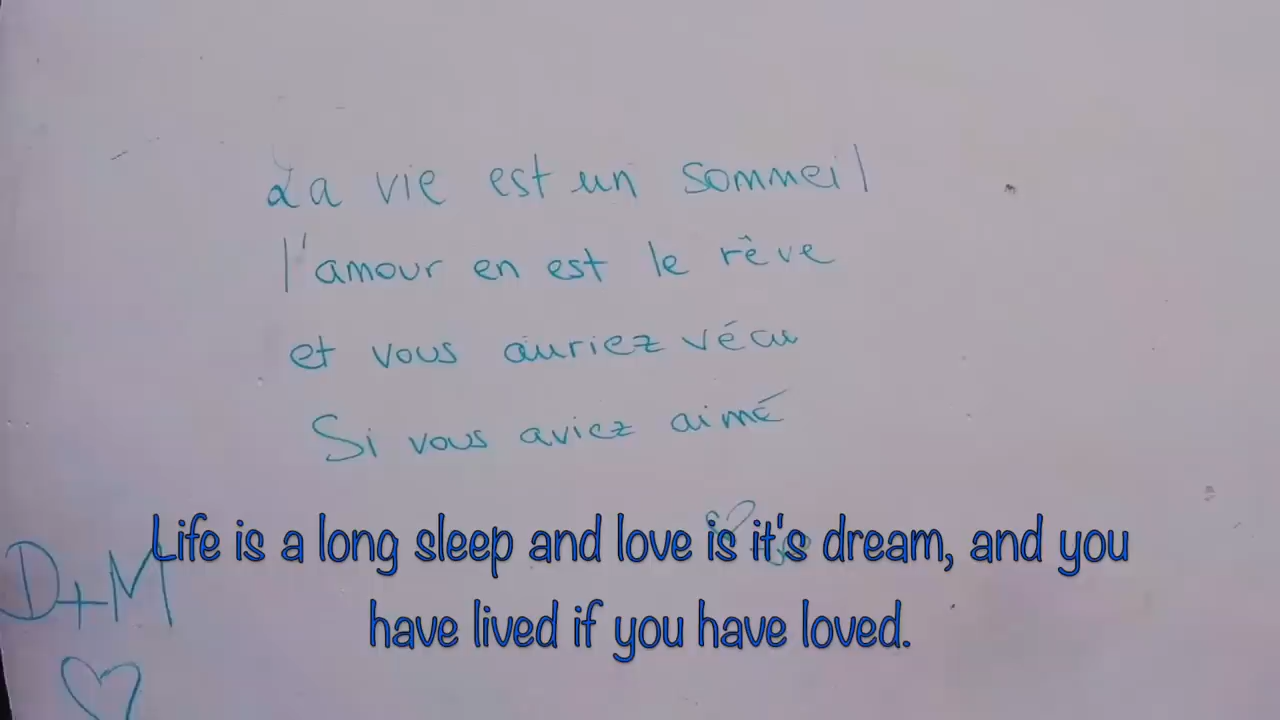 La vie est un sommeil
l'amour en est le rêve
et vous auriez vécu
Si vous aviez aimé
D+M
Life is a long sleep and love is it's dream, and you
have lived if you have loved.